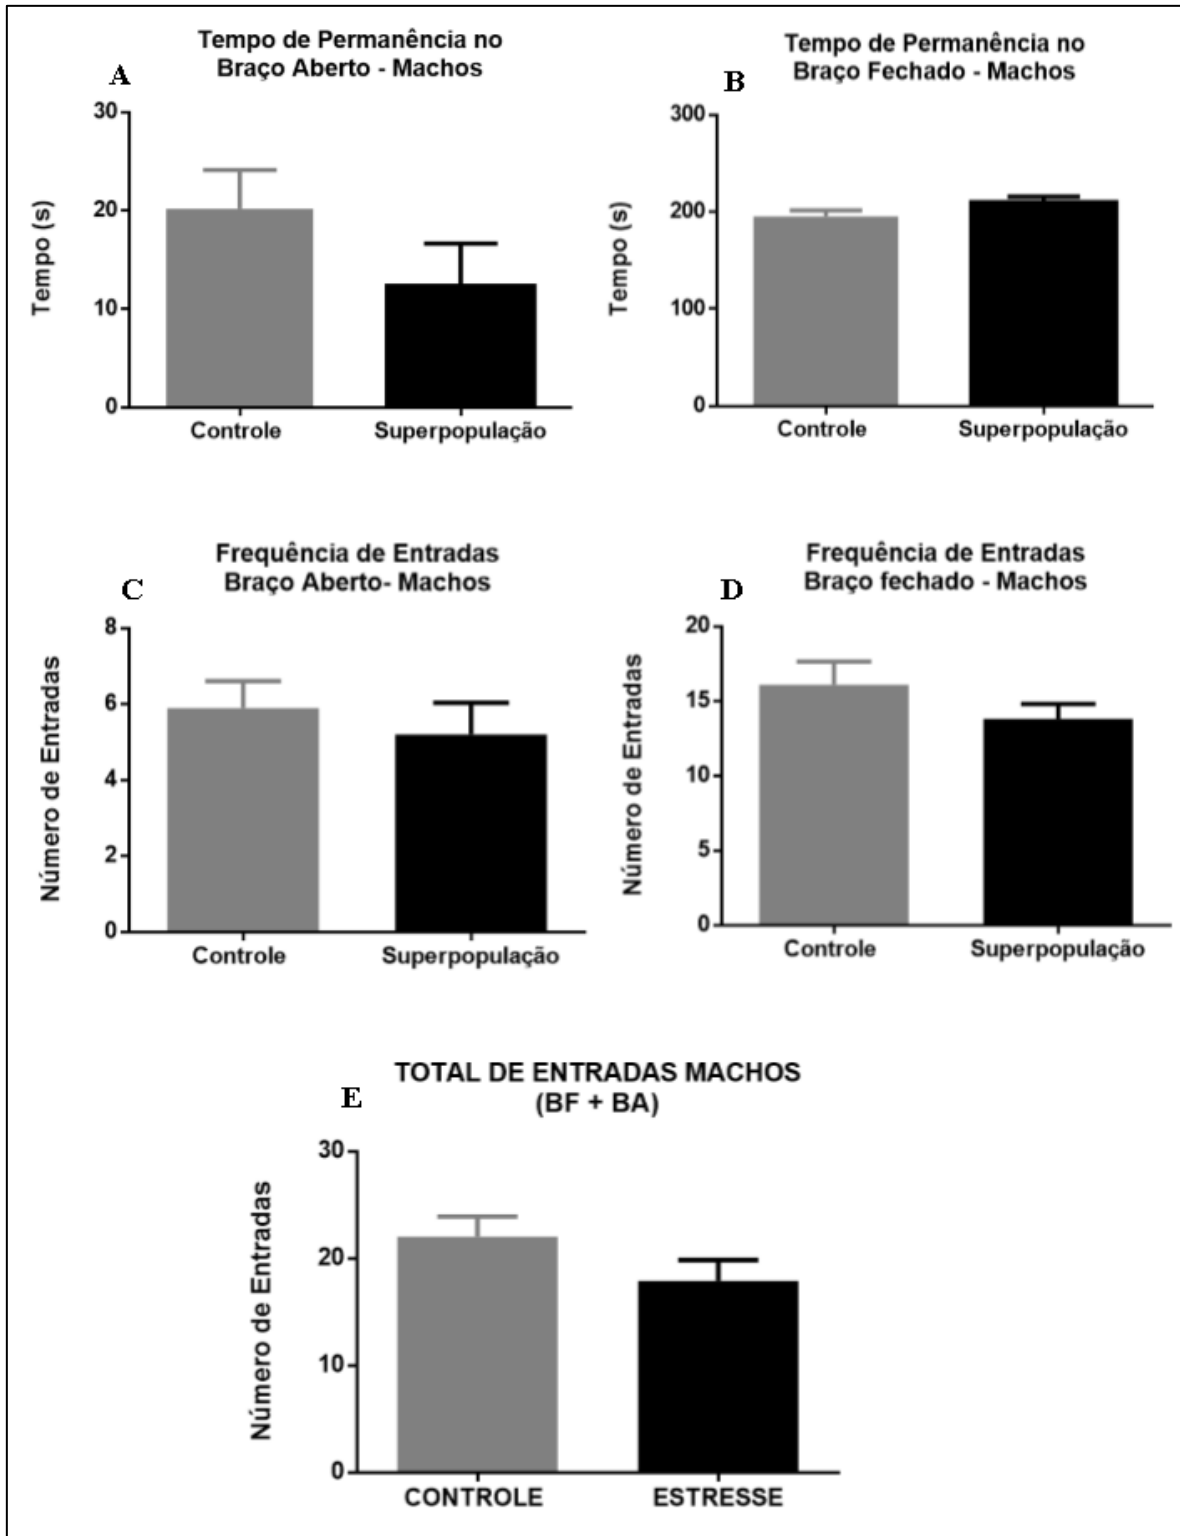 Tempo de Permanência no
Braço Aberto - Machos
A
30
20
10
0
Tempo (s)
Controle
Superpopulação
Tempo de Permanência no
Braço Fechado - Machos
B
300
200
100
0
Tempo (s)
Controle
Superpopulação
Frequência de Entradas
Braço Aberto- Machos
C
8
6
4
2
0
Número de Entradas
Controle
Superpopulação
Frequência de Entradas
Braço fechado - Machos
D
20
15
10
5
0
Número de Entradas
Controle
Superpopulação
TOTAL DE ENTRADAS MACHOS
(BF + BA)
E
30
20
10
0
Número de Entradas
CONTROLE
ESTRESSE